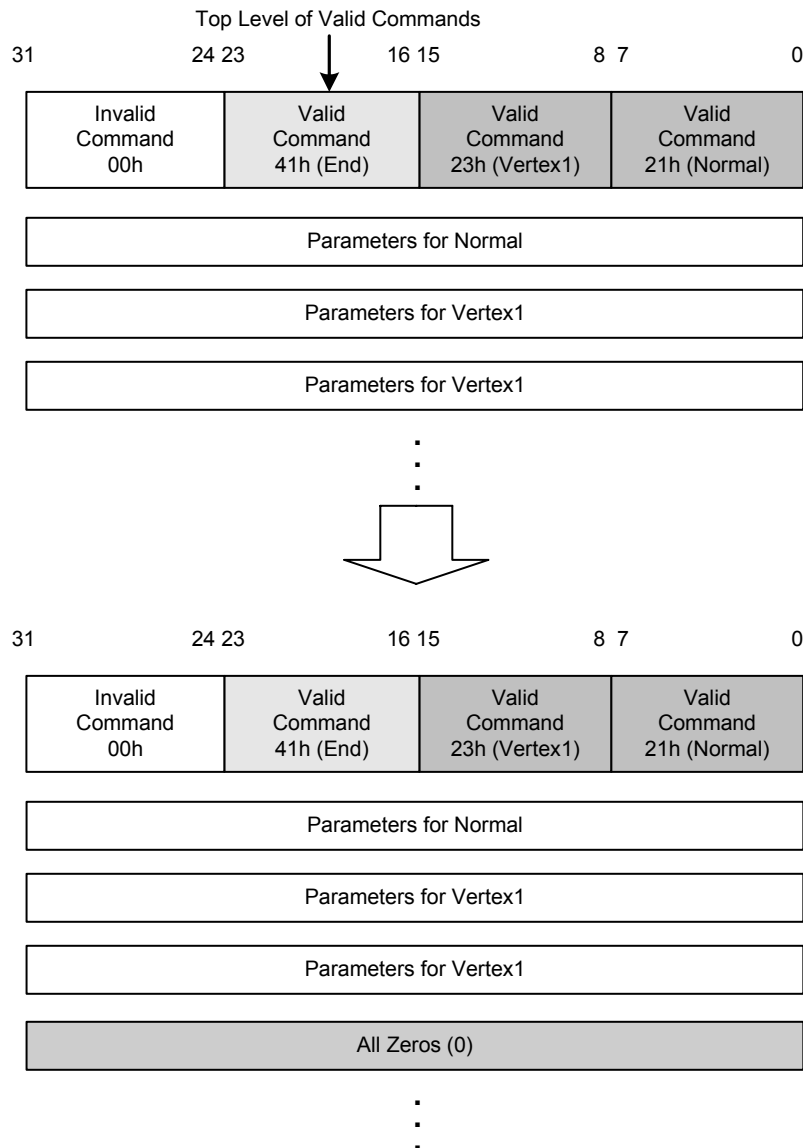 Top Level of Valid Commands
31 24 23 16 15 8 7 0
Invalid Command 00h
Valid Command 41h (End)
Valid Command 23h (Vertex1)
Valid Command 21h (Normal)
Parameters for Normal
Parameters for Vertex1
Parameters for Vertex1
31 24 23 16 15 8 7 0
Invalid Command 00h
Valid Command 41h (End)
Valid Command 23h (Vertex1)
Valid Command 21h (Normal)
Parameters for Normal
Parameters for Vertex1
Parameters for Vertex1
All Zeros (0)